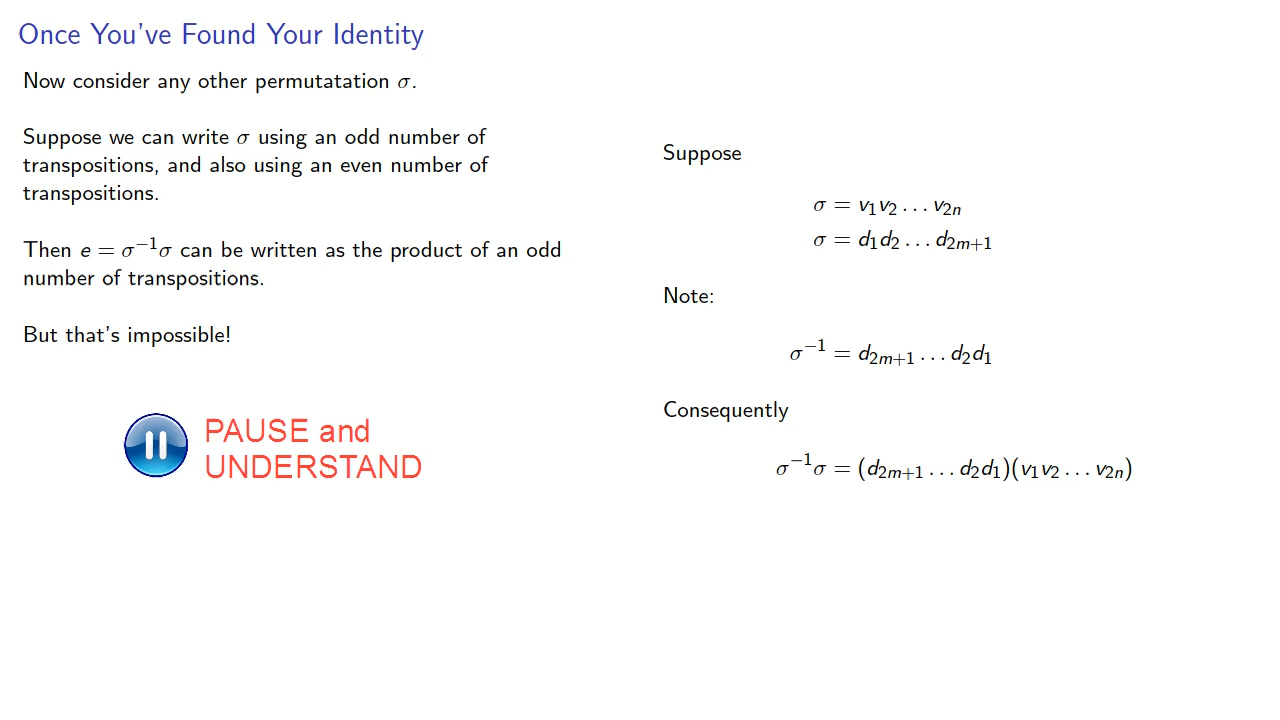 Once You've Found Your Identity
Now consider any other permutatation σ.
Suppose we can write σ using an odd number of
transpositions, and also using an even number of
transpositions.
Then e = σ⁻¹σ can be written as the product of an odd
number of transpositions.
But that's impossible!
PAUSE and
UNDERSTAND
Suppose
σ = v₁v₂ … v₂ₙ
σ = d₁d₂ … d₂ₘ₊₁
Note:
σ⁻¹ = d₂ₘ₊₁ … d₂d₁
Consequently
σ⁻¹σ = (d₂ₘ₊₁ … d₂d₁)(v₁v₂ … v₂ₙ)